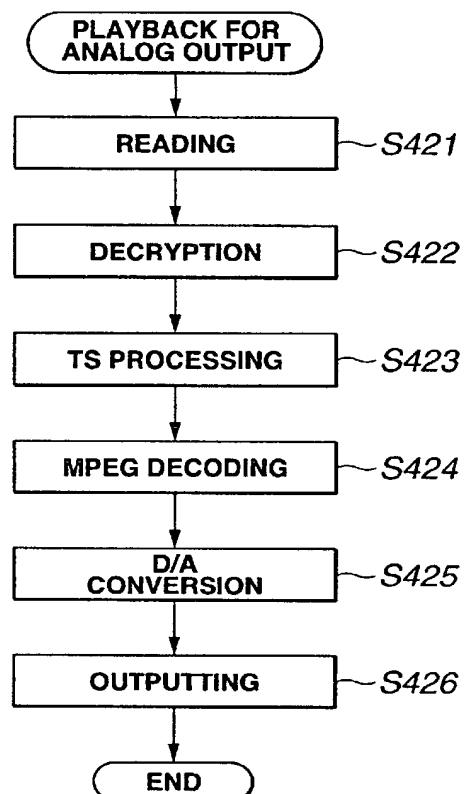 PLAYBACK FOR
ANALOG OUTPUT
READING S421
DECRYPTION S422
TS PROCESSING S423
MPEG DECODING S424
D/A
CONVERSION S425
OUTPUTTING S426
END